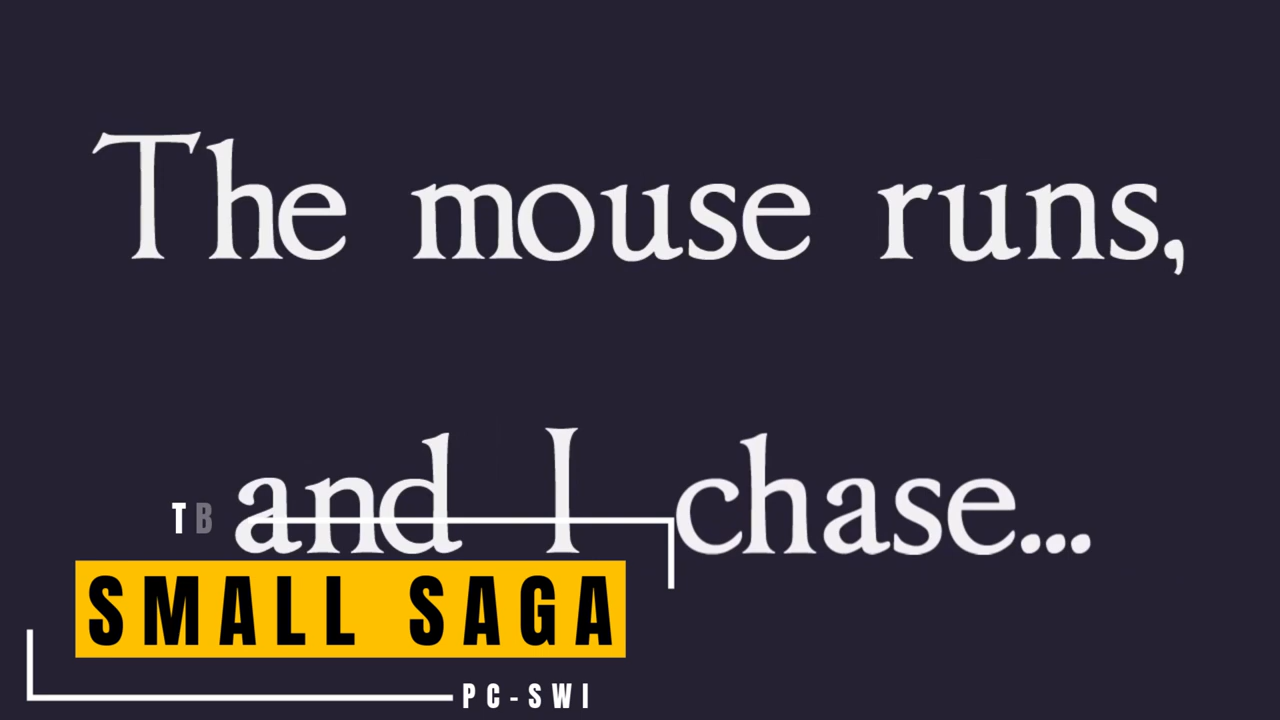 The mouse runs,
and I chase...
TB
SMALL SAGA
PC-SWI